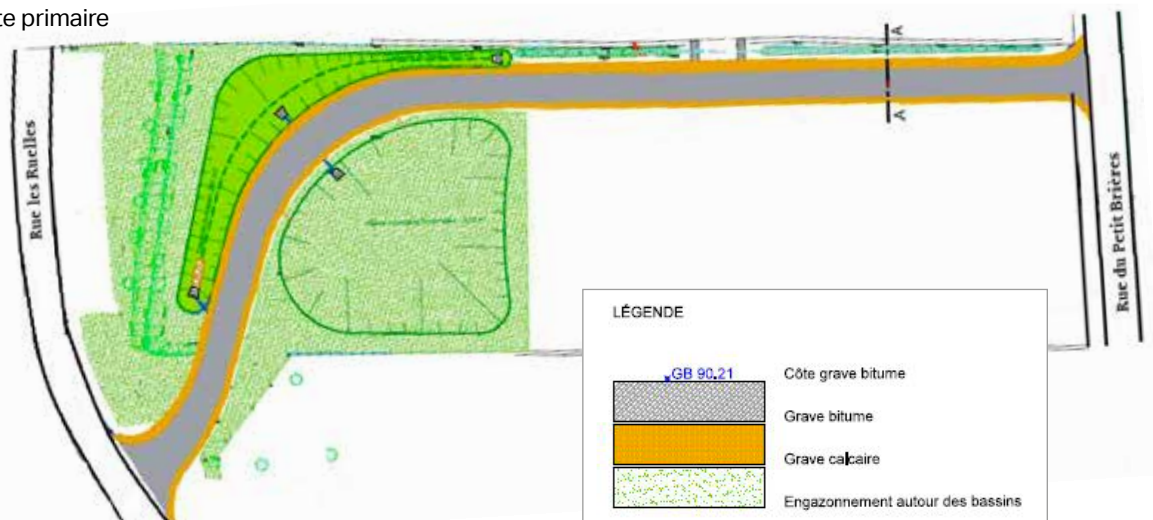 te primaire
A
Rue les Ruelles
A
Rue du Petit Brières
LÉGENDE
GB 90.21
Côte grave bitume
Grave bitume
Grave calcaire
Engazonnement autour des bassins